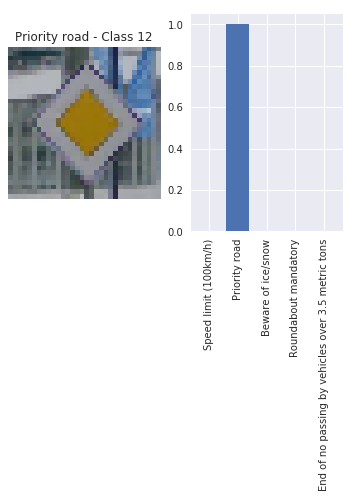 Priority road - Class 12
1.0
0.8
0.6
0.4
0.2
0.0
Speed limit (100km/h)
Priority road
Beware of ice/snow
Roundabout mandatory
End of no passing by vehicles over 3.5 metric tons